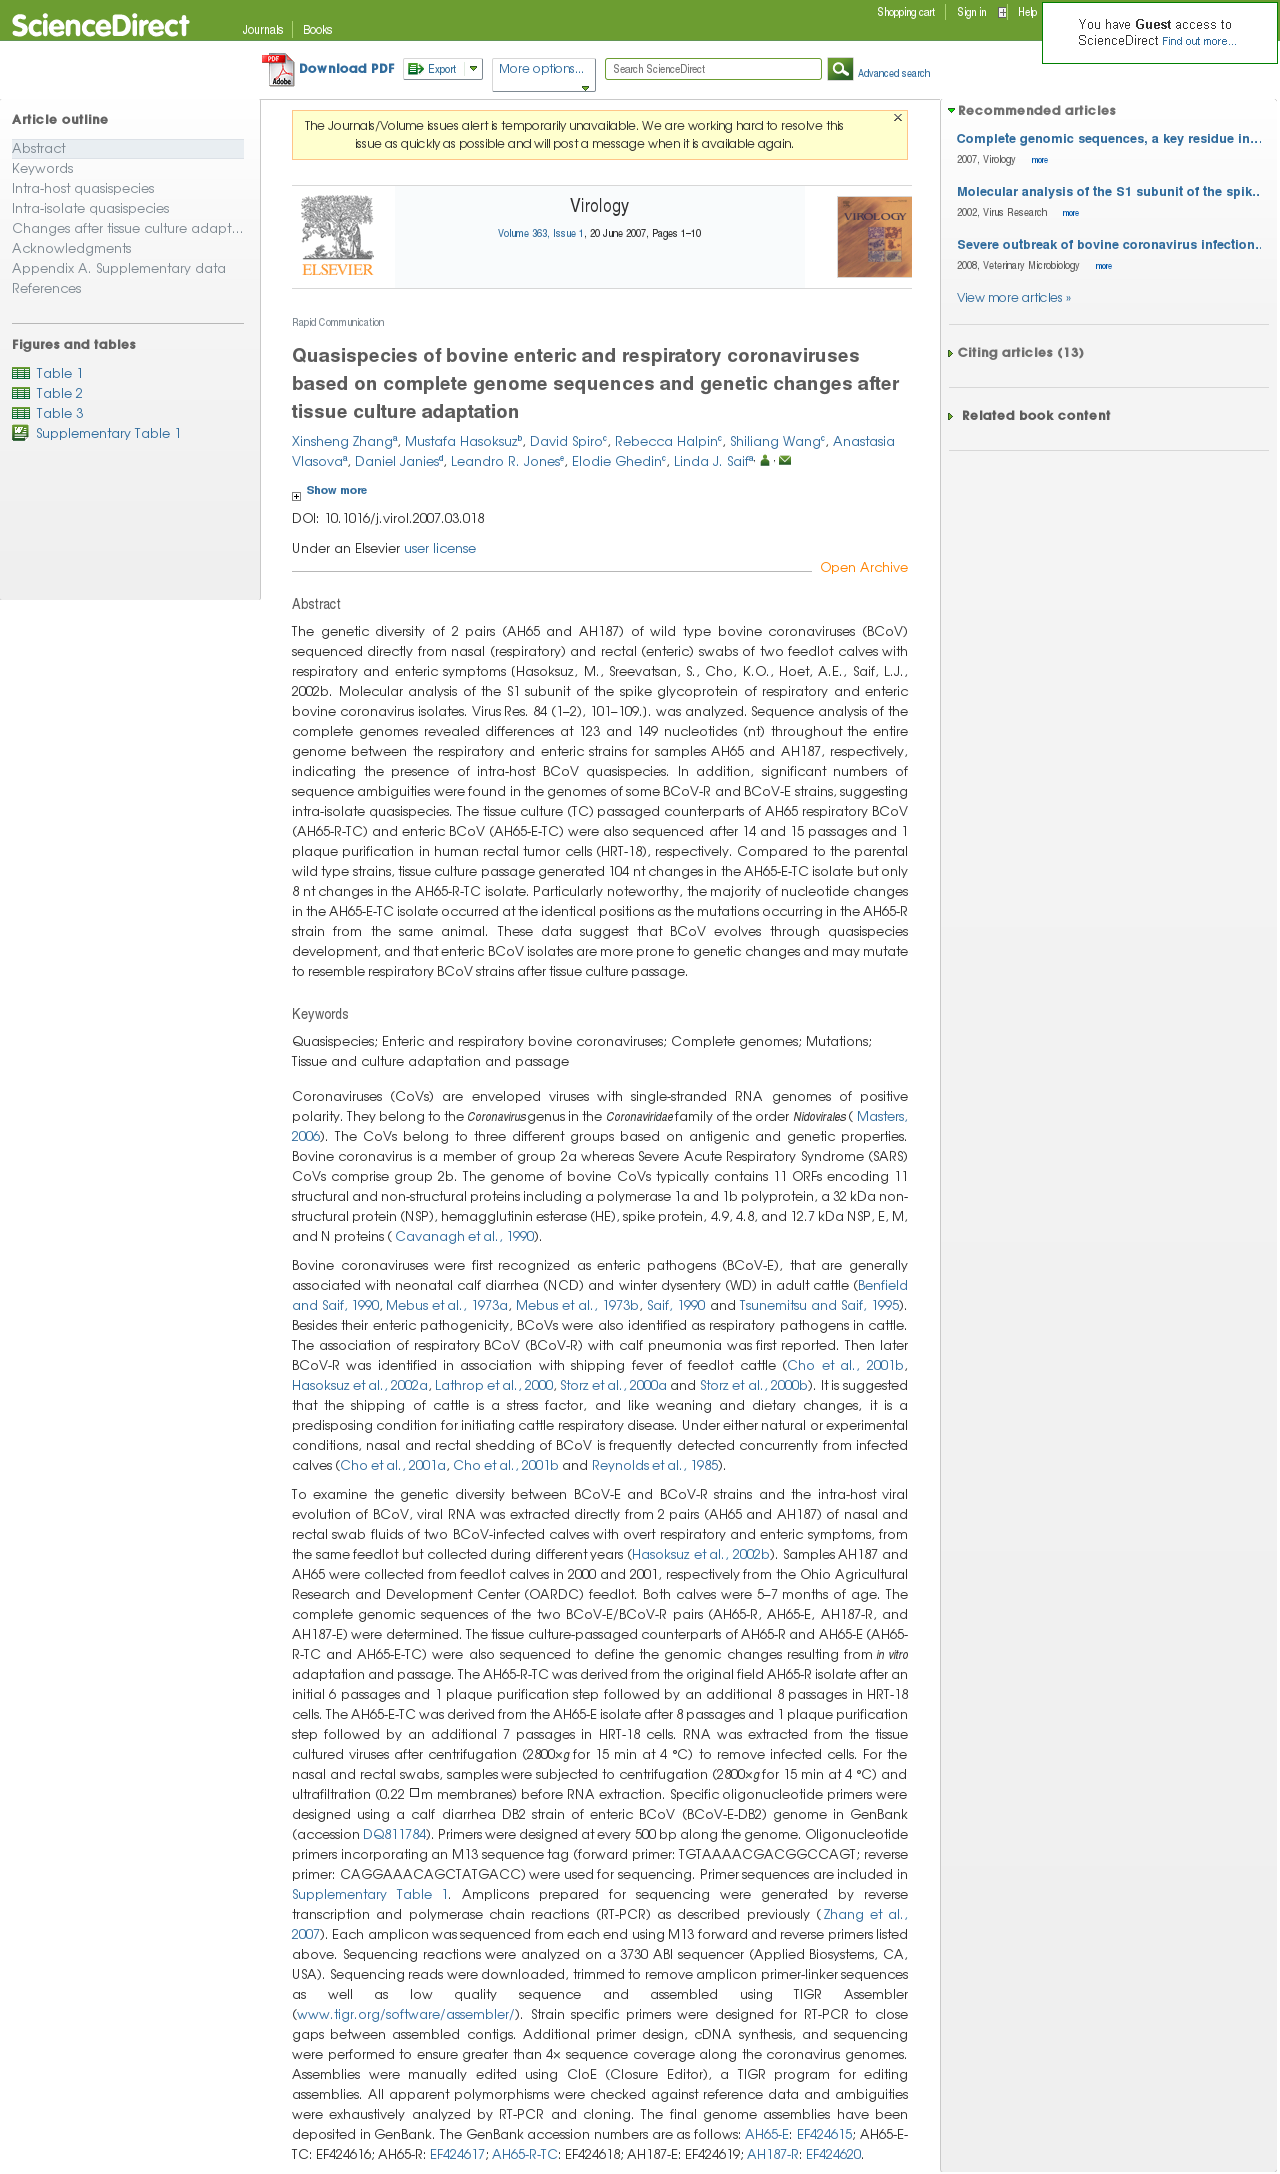 ScienceDirect
Journals
Books
Shopping cart
Sign in
Help
You have Guest access to
ScienceDirect Find out more...
Download PDF
Export
More options...
Search ScienceDirect
Advanced search
Article outline
Abstract
Keywords
Intra-host quasispecies
Intra-isolate quasispecies
Changes after tissue culture adapt...
Acknowledgments
Appendix A. Supplementary data
References
Figures and tables
Table 1
Table 2
Table 3
Supplementary Table 1
The Journals/Volume issues alert is temporarily unavailable. We are working hard to resolve this
issue as quickly as possible and will post a message when it is available again.
ELSEVIER
Virology
Volume 363, Issue 1, 20 June 2007, Pages 1–10
VIROLOGY
Rapid Communication
Quasispecies of bovine enteric and respiratory coronaviruses
based on complete genome sequences and genetic changes after
tissue culture adaptation
Xinsheng Zhangª, Mustafa Hasoksuzᵇ, David Spiroᶜ, Rebecca Halpinᶜ, Shiliang Wangᶜ, Anastasia
Vlasovaª, Daniel Janiesᵈ, Leandro R. Jonesᵉ, Elodie Ghedinᶜ, Linda J. Saifª, ,
Show more
DOI: 10.1016/j.virol.2007.03.018
Under an Elsevier user license
Open Archive
Abstract
The genetic diversity of 2 pairs (AH65 and AH187) of wild type bovine coronaviruses (BCoV)
sequenced directly from nasal (respiratory) and rectal (enteric) swabs of two feedlot calves with
respiratory and enteric symptoms [Hasoksuz, M., Sreevatsan, S., Cho, K.O., Hoet, A.E., Saif, L.J.,
2002b. Molecular analysis of the S1 subunit of the spike glycoprotein of respiratory and enteric
bovine coronavirus isolates. Virus Res. 84 (1–2), 101–109.]. was analyzed. Sequence analysis of the
complete genomes revealed differences at 123 and 149 nucleotides (nt) throughout the entire
genome between the respiratory and enteric strains for samples AH65 and AH187, respectively,
indicating the presence of intra-host BCoV quasispecies. In addition, significant numbers of
sequence ambiguities were found in the genomes of some BCoV-R and BCoV-E strains, suggesting
intra-isolate quasispecies. The tissue culture (TC) passaged counterparts of AH65 respiratory BCoV
(AH65-R-TC) and enteric BCoV (AH65-E-TC) were also sequenced after 14 and 15 passages and 1
plaque purification in human rectal tumor cells (HRT-18), respectively. Compared to the parental
wild type strains, tissue culture passage generated 104 nt changes in the AH65-E-TC isolate but only
8 nt changes in the AH65-R-TC isolate. Particularly noteworthy, the majority of nucleotide changes
in the AH65-E-TC isolate occurred at the identical positions as the mutations occurring in the AH65-R
strain from the same animal. These data suggest that BCoV evolves through quasispecies
development, and that enteric BCoV isolates are more prone to genetic changes and may mutate
to resemble respiratory BCoV strains after tissue culture passage.
Keywords
Quasispecies; Enteric and respiratory bovine coronaviruses; Complete genomes; Mutations;
Tissue and culture adaptation and passage
Coronaviruses (CoVs) are enveloped viruses with single-stranded RNA genomes of positive
polarity. They belong to the Coronavirus genus in the Coronaviridae family of the order Nidovirales ( Masters,
2006). The CoVs belong to three different groups based on antigenic and genetic properties.
Bovine coronavirus is a member of group 2a whereas Severe Acute Respiratory Syndrome (SARS)
CoVs comprise group 2b. The genome of bovine CoVs typically contains 11 ORFs encoding 11
structural and non-structural proteins including a polymerase 1a and 1b polyprotein, a 32 kDa non-
structural protein (NSP), hemagglutinin esterase (HE), spike protein, 4.9, 4.8, and 12.7 kDa NSP, E, M,
and N proteins ( Cavanagh et al., 1990).
Bovine coronaviruses were first recognized as enteric pathogens (BCoV-E), that are generally
associated with neonatal calf diarrhea (NCD) and winter dysentery (WD) in adult cattle (Benfield
and Saif, 1990, Mebus et al., 1973a, Mebus et al., 1973b, Saif, 1990 and Tsunemitsu and Saif, 1995).
Besides their enteric pathogenicity, BCoVs were also identified as respiratory pathogens in cattle.
The association of respiratory BCoV (BCoV-R) with calf pneumonia was first reported. Then later
BCoV-R was identified in association with shipping fever of feedlot cattle (Cho et al., 2001b,
Hasoksuz et al., 2002a, Lathrop et al., 2000, Storz et al., 2000a and Storz et al., 2000b). It is suggested
that the shipping of cattle is a stress factor, and like weaning and dietary changes, it is a
predisposing condition for initiating cattle respiratory disease. Under either natural or experimental
conditions, nasal and rectal shedding of BCoV is frequently detected concurrently from infected
calves (Cho et al., 2001a, Cho et al., 2001b and Reynolds et al., 1985).
To examine the genetic diversity between BCoV-E and BCoV-R strains and the intra-host viral
evolution of BCoV, viral RNA was extracted directly from 2 pairs (AH65 and AH187) of nasal and
rectal swab fluids of two BCoV-infected calves with overt respiratory and enteric symptoms, from
the same feedlot but collected during different years (Hasoksuz et al., 2002b). Samples AH187 and
AH65 were collected from feedlot calves in 2000 and 2001, respectively from the Ohio Agricultural
Research and Development Center (OARDC) feedlot. Both calves were 5–7 months of age. The
complete genomic sequences of the two BCoV-E/BCoV-R pairs (AH65-R, AH65-E, AH187-R, and
AH187-E) were determined. The tissue culture-passaged counterparts of AH65-R and AH65-E (AH65-
R-TC and AH65-E-TC) were also sequenced to define the genomic changes resulting from in vitro
adaptation and passage. The AH65-R-TC was derived from the original field AH65-R isolate after an
initial 6 passages and 1 plaque purification step followed by an additional 8 passages in HRT-18
cells. The AH65-E-TC was derived from the AH65-E isolate after 8 passages and 1 plaque purification
step followed by an additional 7 passages in HRT-18 cells. RNA was extracted from the tissue
cultured viruses after centrifugation (2800×g for 15 min at 4 °C) to remove infected cells. For the
nasal and rectal swabs, samples were subjected to centrifugation (2800×g for 15 min at 4 °C) and
ultrafiltration (0.22 □m membranes) before RNA extraction. Specific oligonucleotide primers were
designed using a calf diarrhea DB2 strain of enteric BCoV (BCoV-E-DB2) genome in GenBank
(accession DQ811784). Primers were designed at every 500 bp along the genome. Oligonucleotide
primers incorporating an M13 sequence tag (forward primer: TGTAAAACGACGGCCAGT; reverse
primer: CAGGAAACAGCTATGACC) were used for sequencing. Primer sequences are included in
Supplementary Table 1. Amplicons prepared for sequencing were generated by reverse
transcription and polymerase chain reactions (RT-PCR) as described previously ( Zhang et al.,
2007). Each amplicon was sequenced from each end using M13 forward and reverse primers listed
above. Sequencing reactions were analyzed on a 3730 ABI sequencer (Applied Biosystems, CA,
USA). Sequencing reads were downloaded, trimmed to remove amplicon primer-linker sequences
as well as low quality sequence and assembled using TIGR Assembler
(www.tigr.org/software/assembler/). Strain specific primers were designed for RT-PCR to close
gaps between assembled contigs. Additional primer design, cDNA synthesis, and sequencing
were performed to ensure greater than 4× sequence coverage along the coronavirus genomes.
Assemblies were manually edited using CloE (Closure Editor), a TIGR program for editing
assemblies. All apparent polymorphisms were checked against reference data and ambiguities
were exhaustively analyzed by RT-PCR and cloning. The final genome assemblies have been
deposited in GenBank. The GenBank accession numbers are as follows: AH65-E: EF424615; AH65-E-
TC: EF424616; AH65-R: EF424617; AH65-R-TC: EF424618; AH187-E: EF424619; AH187-R: EF424620.
Recommended articles
Complete genomic sequences, a key residue in...
2007, Virology more
Molecular analysis of the S1 subunit of the spik..
2002, Virus Research more
Severe outbreak of bovine coronavirus infection..
2008, Veterinary Microbiology more
View more articles »
Citing articles (13)
Related book content